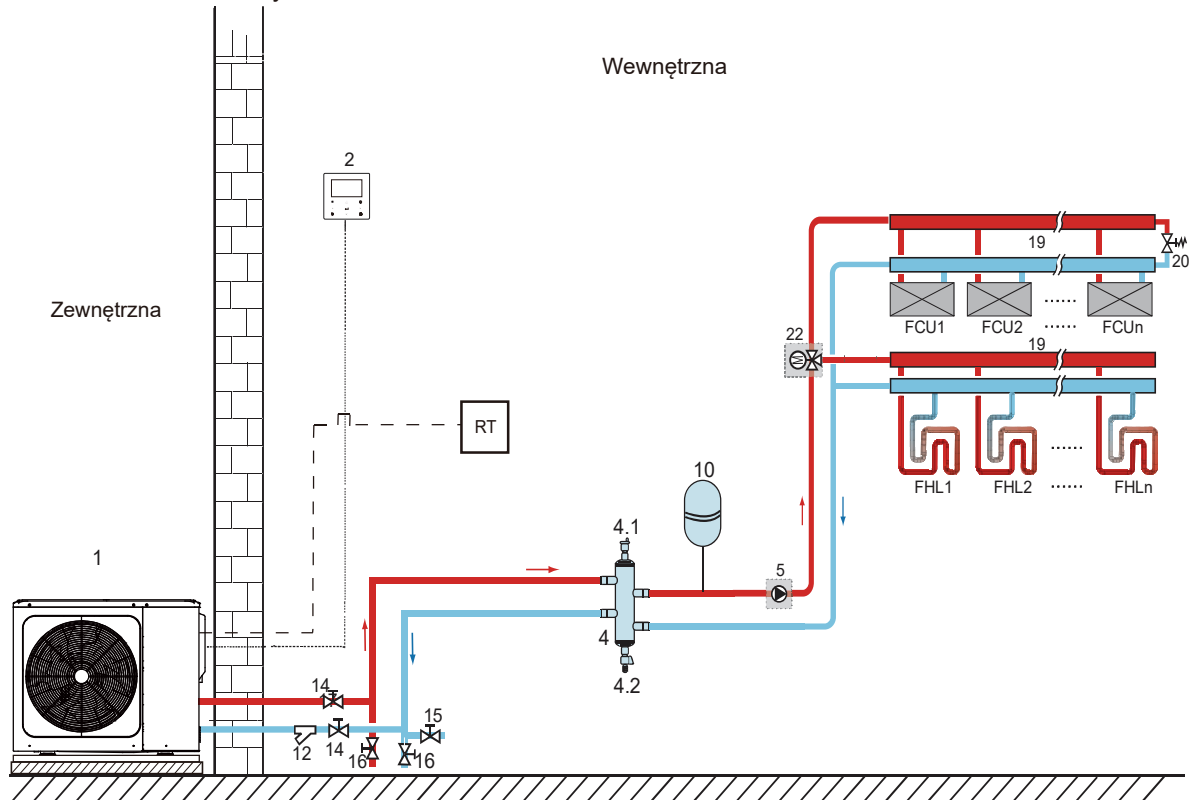 Wewnętrzna
2
19
20
Zewnętrzna
FCU1
FCU2
......
......
FCUn
22
19
RT
FHL1
FHL2
......
......
FHLn
10
4.1
1
5
4
4.2
14
15
12
14
16
16